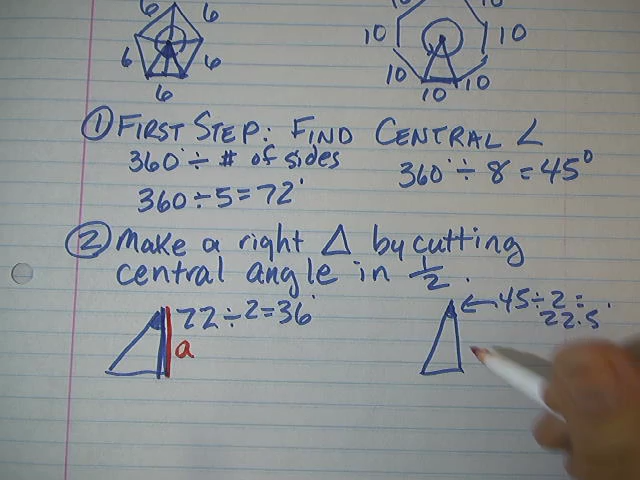 6 6 10
10 10
6 6 10 10
6 10
① FIRST STEP: FIND CENTRAL ∠
360° ÷ # of sides 360° ÷ 8 = 45°
360 ÷ 5 = 72°
② Make a right △ by cutting
central angle in 1/2.
72 ÷ 2 = 36° ← 45 ÷ 2 =
22.5°
a